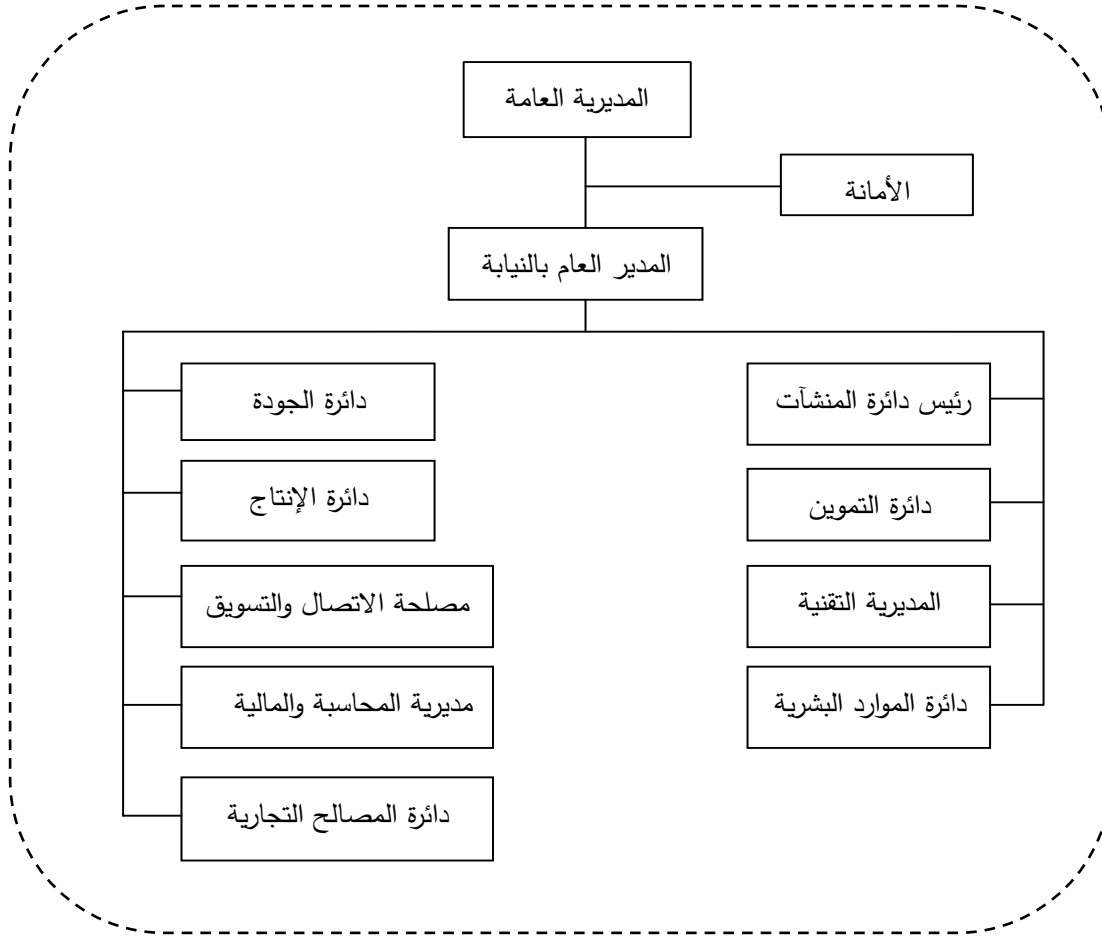 المديرية العامة
الأمانة
المدير العام بالنيابة
رئيس دائرة المنشآت
دائرة الجودة
دائرة التموين
دائرة الإنتاج
المديرية التقنية
مصلحة الاتصال والتسويق
دائرة الموارد البشرية
مديرية المحاسبة والمالية
دائرة المصالح التجارية